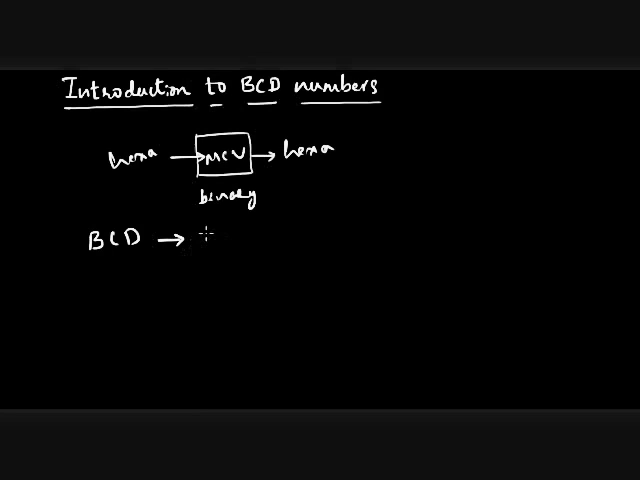 Introduction to BCD numbers
hexa → MCU → hexa
binary
BCD →